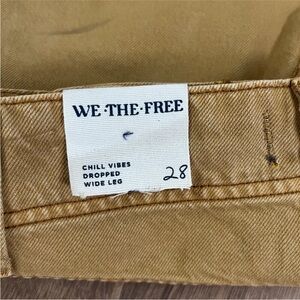 WE·THE·FREE
CHILL VIBES
DROPPED
WIDE LEG
28